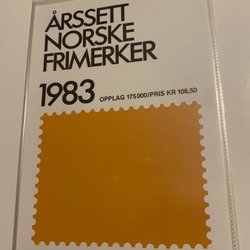 ÅRSSETT
NORSKE
FRIMERKER
1983 OPPLAG 175000/PRIS KR 108,50